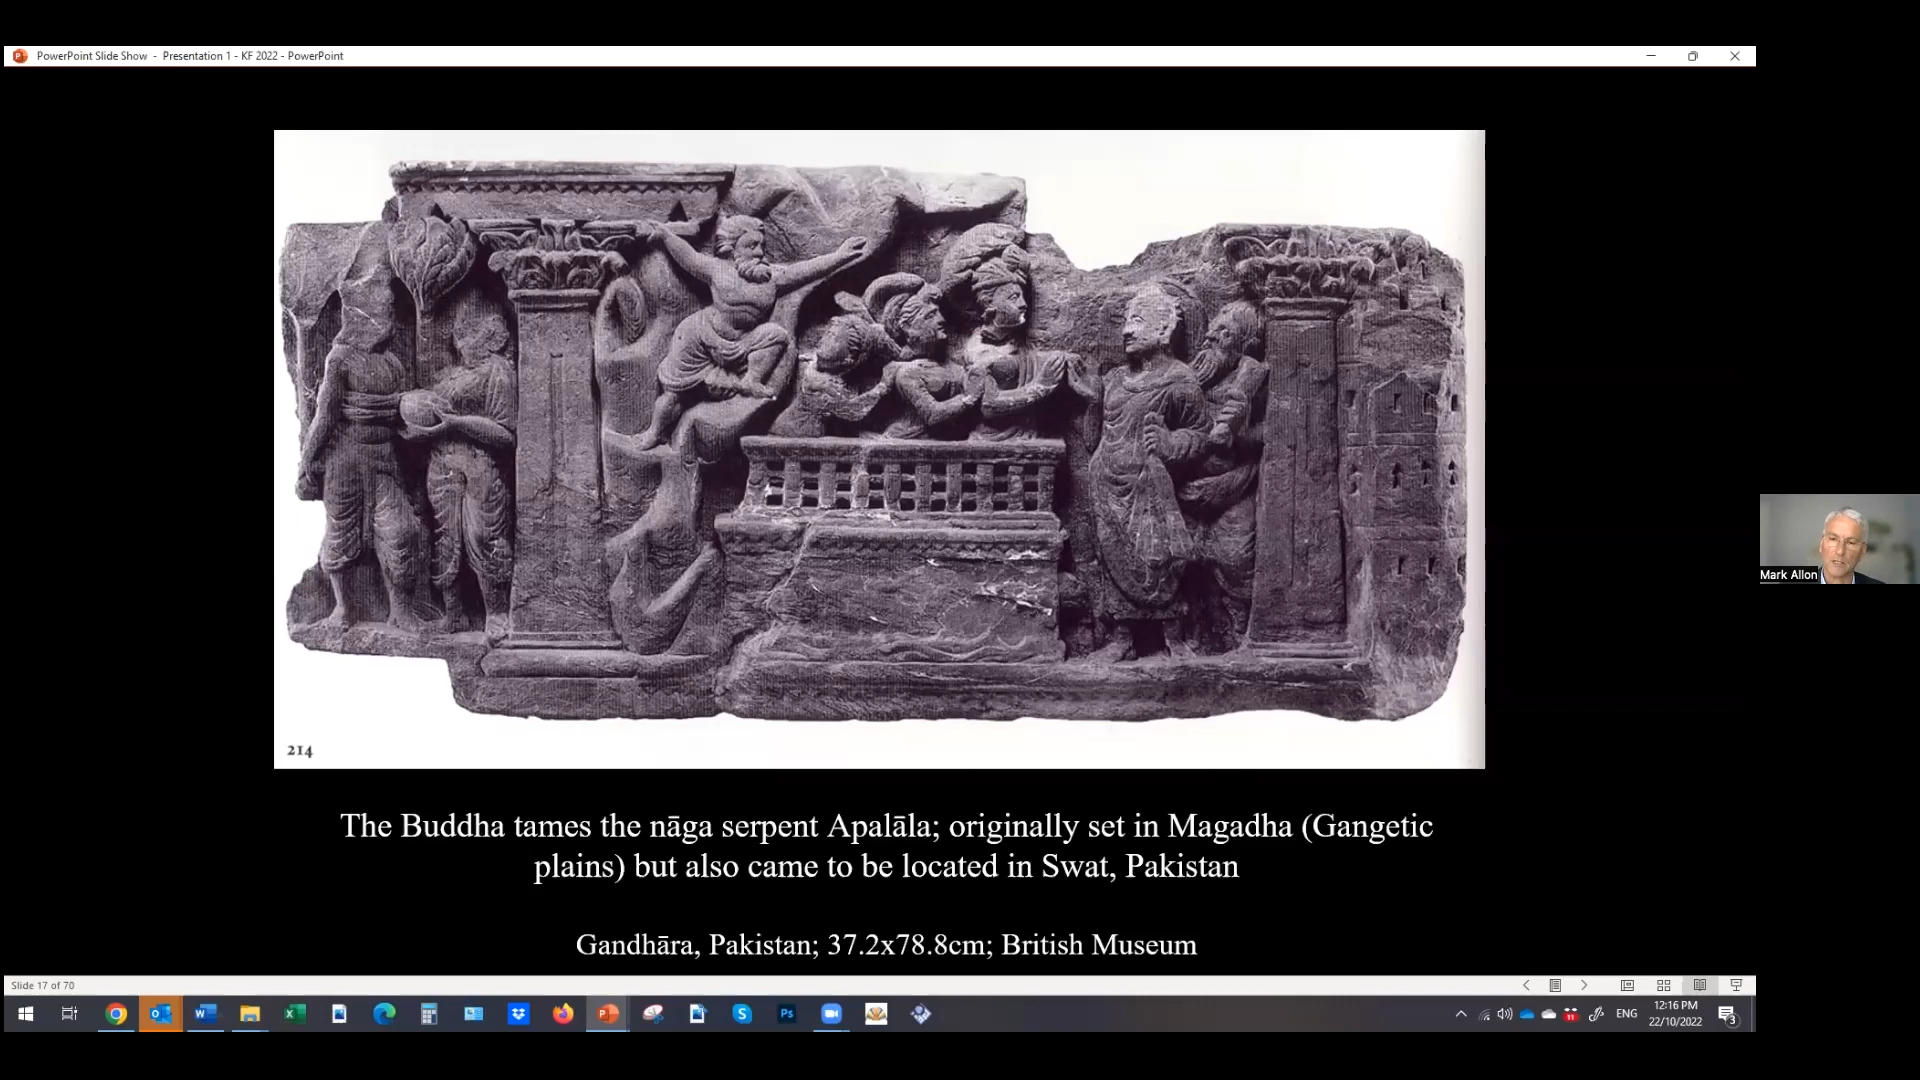 PowerPoint Slide Show - Presentation 1 - KF 2022 - PowerPoint
214
Mark Allon
The Buddha tames the nāga serpent Apalāla; originally set in Magadha (Gangetic
plains) but also came to be located in Swat, Pakistan
Gandhāra, Pakistan; 37.2x78.8cm; British Museum
Slide 17 of 70
ENG
12:16 PM
22/10/2022
11
3